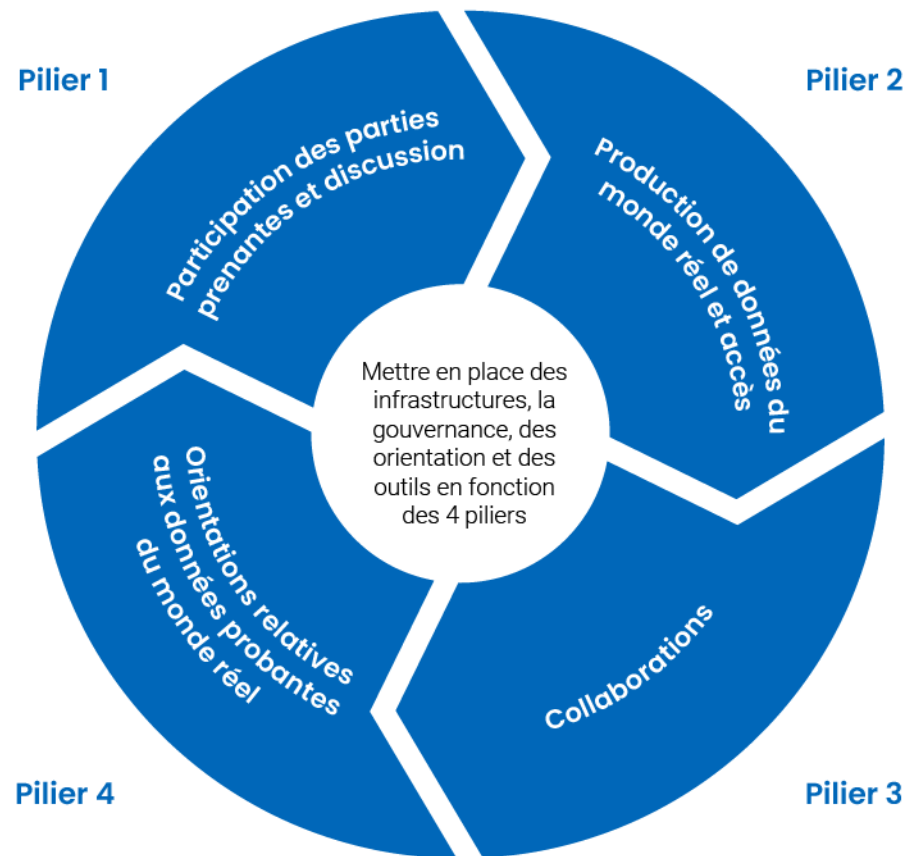 Pilier 1
Participation des parties
prenantes et discussion
Pilier 2
Production de données du
monde réel et accès
Mettre en place des
infrastructures, la
gouvernance, des
orientation et des
outils en fonction
des 4 piliers
Pilier 3
Collaborations
Pilier 4
Orientations relatives
aux données probantes
du monde réel